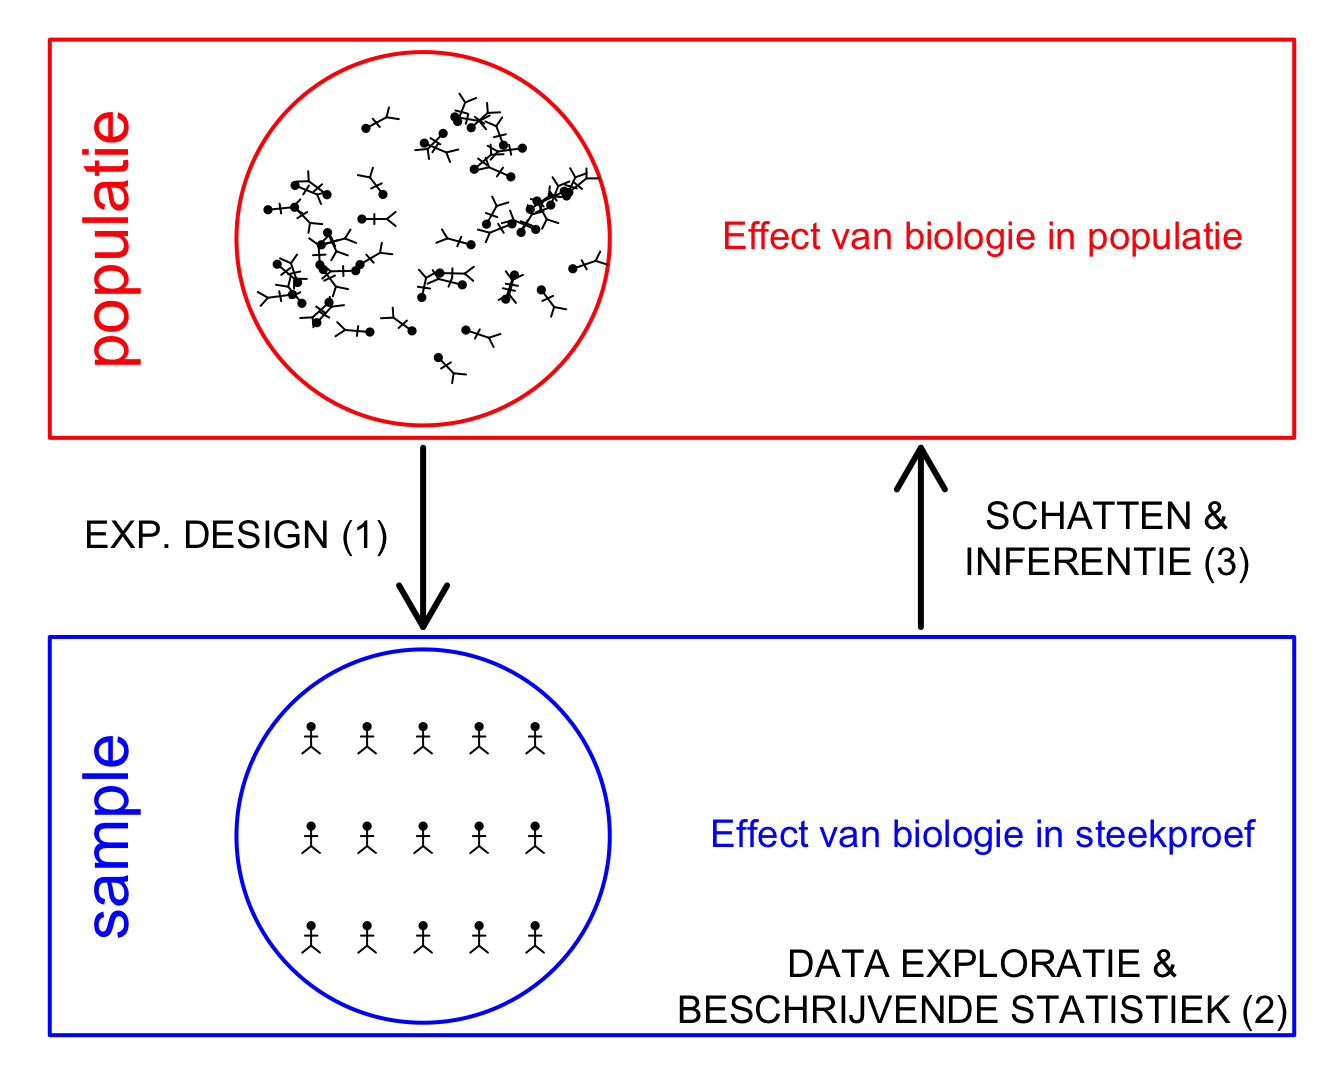 populatie
Effect van biologie in populatie
EXP. DESIGN (1)
SCHATTEN &
INFERENTIE (3)
sample
Effect van biologie in steekproef
DATA EXPLORATIE &
BESCHRIJVENDE STATISTIEK (2)